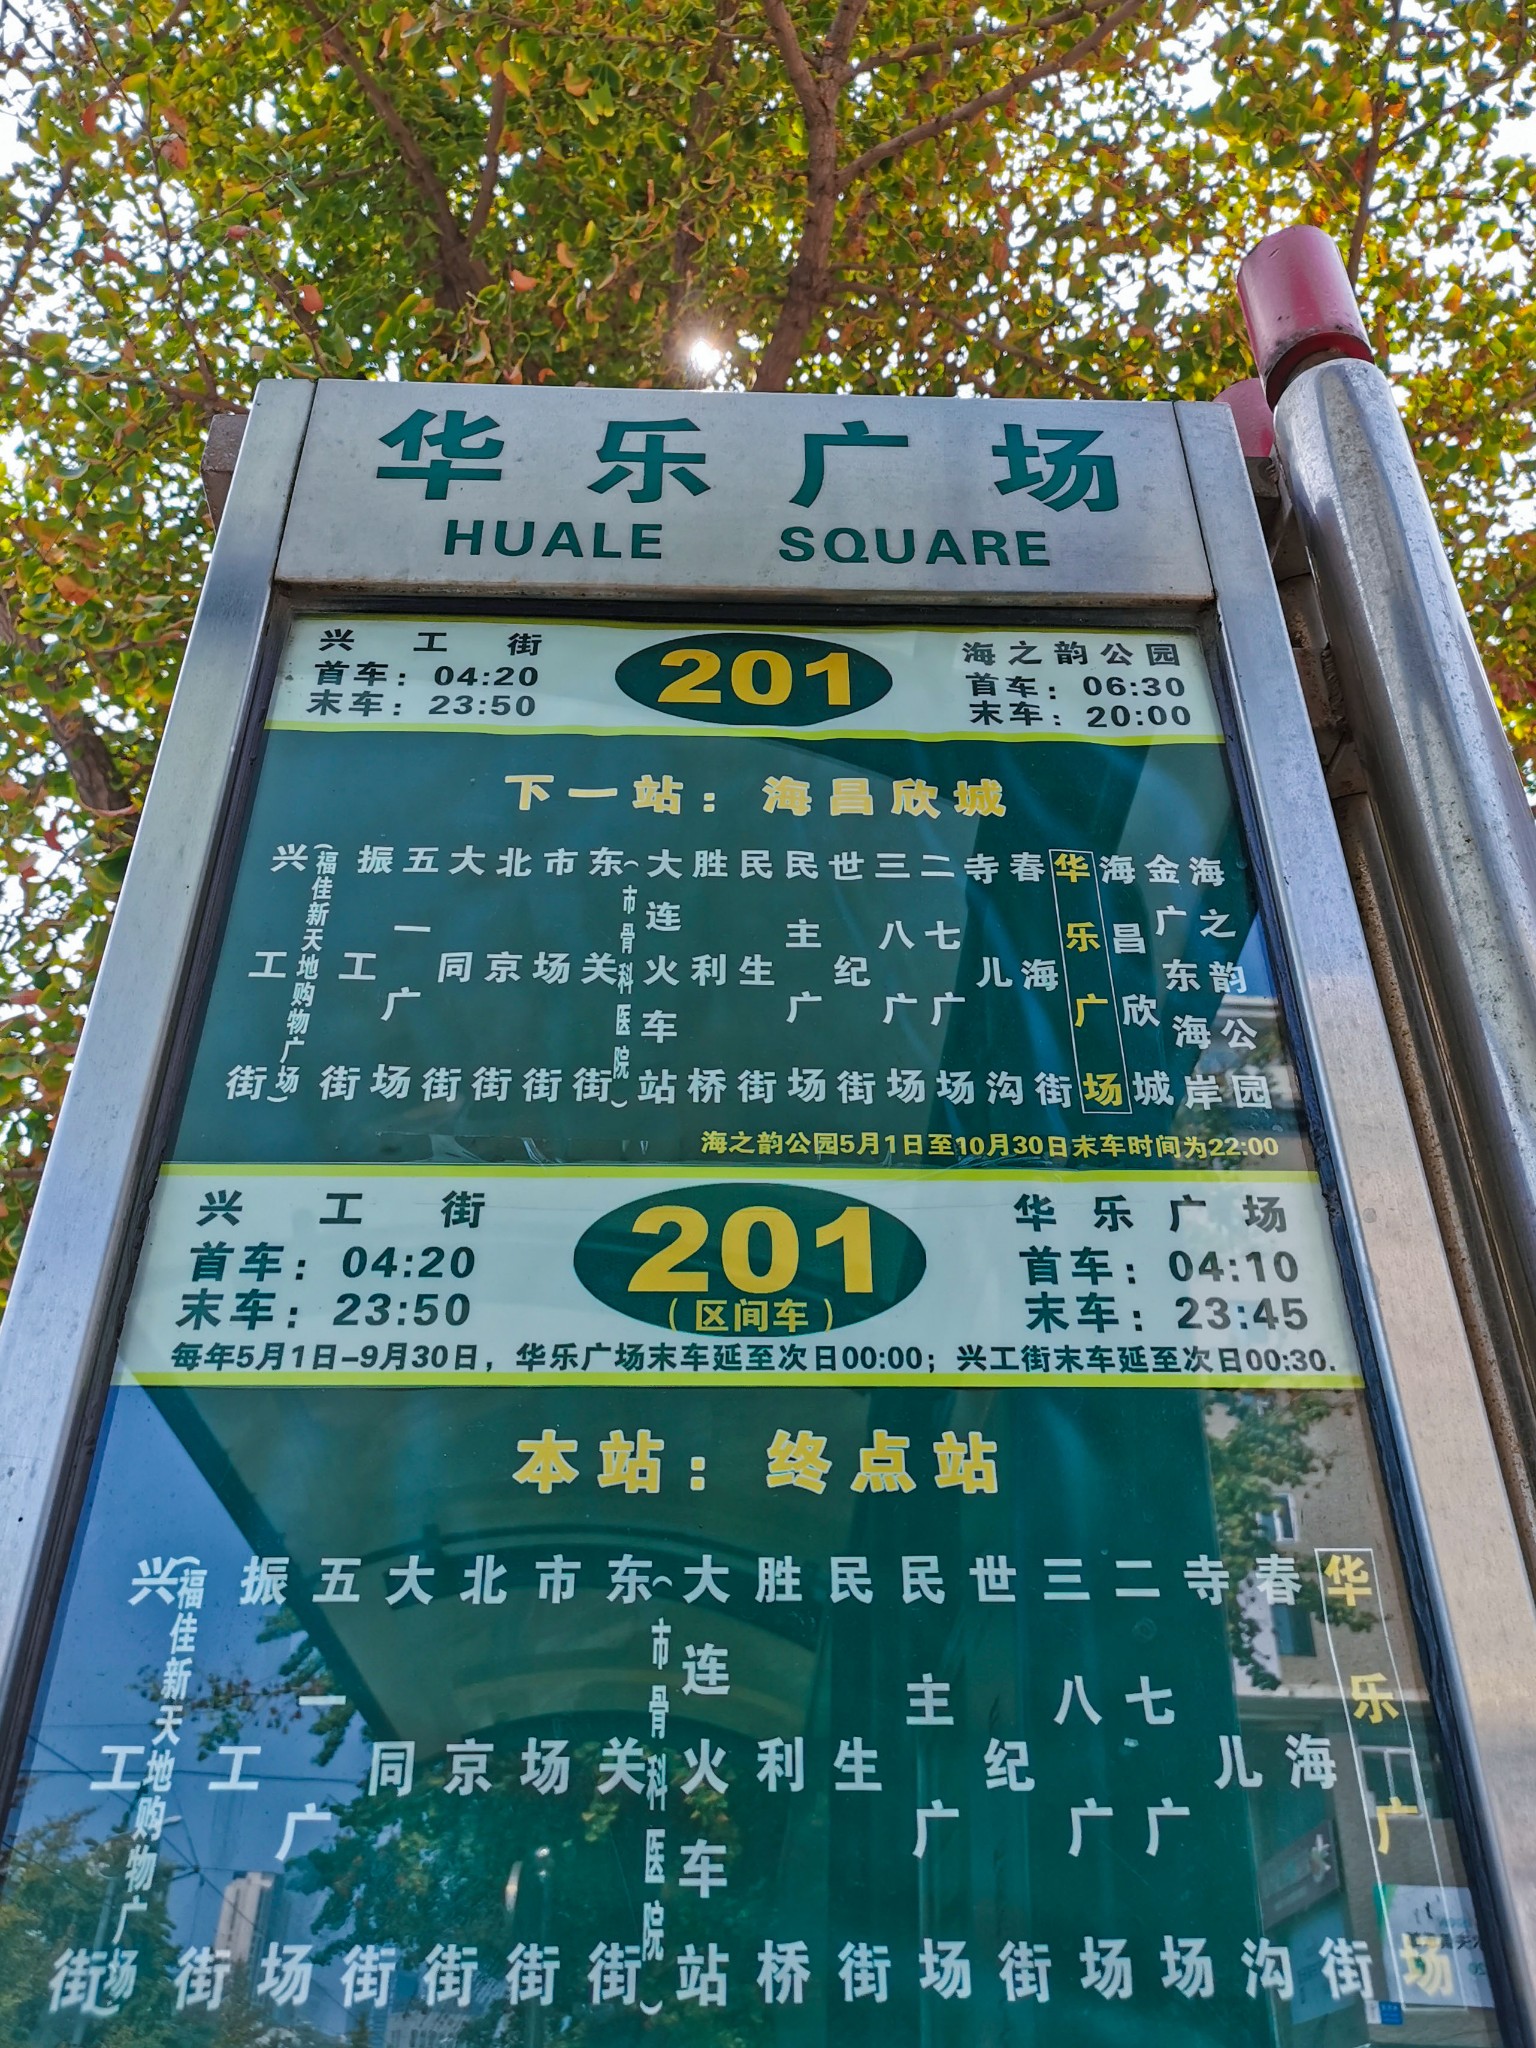 华乐广场
HUALE SQUARE
兴工街
首车：04:20
末车：23:50
201
海之韵公园
首车：06:30
末车：20:00
下一站：海昌欣城
兴工街
(福佳新天地购物广场)
振工街
五一广场
大同街
北京街
市场街
东关街
(市骨科医院)
大连火车站
胜利桥
民生街
民主广场
世纪街
三八广场
二七广场
寺儿沟
春海街
华乐广场
海昌欣城
金广东海岸
海之韵公园
海之韵公园5月1日至10月30日末车时间为22:00
兴工街
首车：04:20
末车：23:50
201
（区间车）
华乐广场
首车：04:10
末车：23:45
每年5月1日-9月30日，华乐广场末车延至次日00:00；兴工街末车延至次日00:30.
本站：终点站
兴工街
(福佳新天地购物广场)
振工街
五一广场
大同街
北京街
市场街
东关街
(市骨科医院)
大连火车站
胜利桥
民生街
民主广场
世纪街
三八广场
二七广场
寺儿沟
春海街
华乐广场